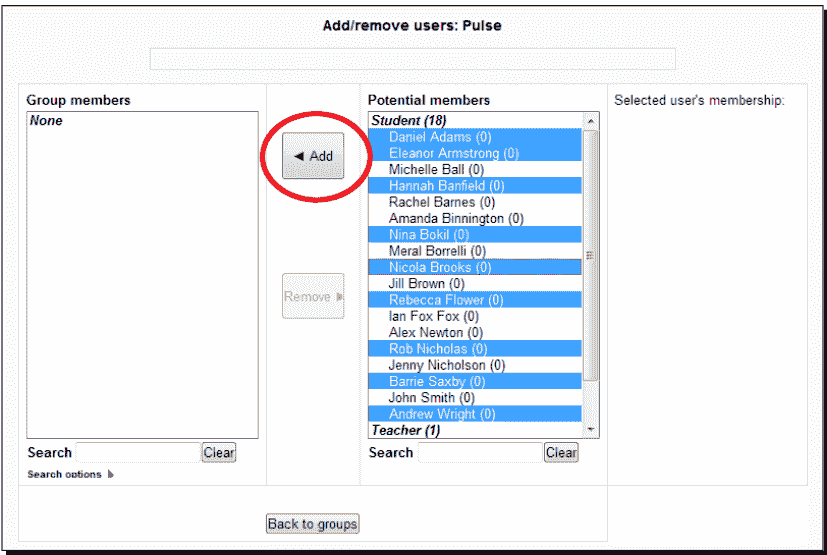 Add/remove users: Pulse
Group members
None
◄ Add
Remove ►
Search
Clear
Search options
Potential members
Student (18)
Daniel Adams (0)
Eleanor Armstrong (0)
Michelle Ball (0)
Hannah Banfield (0)
Rachel Barnes (0)
Amanda Binnington (0)
Nina Bokil (0)
Meral Borrelli (0)
Nicola Brooks (0)
Jill Brown (0)
Rebecca Flower (0)
Ian Fox Fox (0)
Alex Newton (0)
Rob Nicholas (0)
Jenny Nicholson (0)
Barrie Saxby (0)
John Smith (0)
Andrew Wright (0)
Teacher (1)
Search
Clear
Selected user's membership:
Back to groups